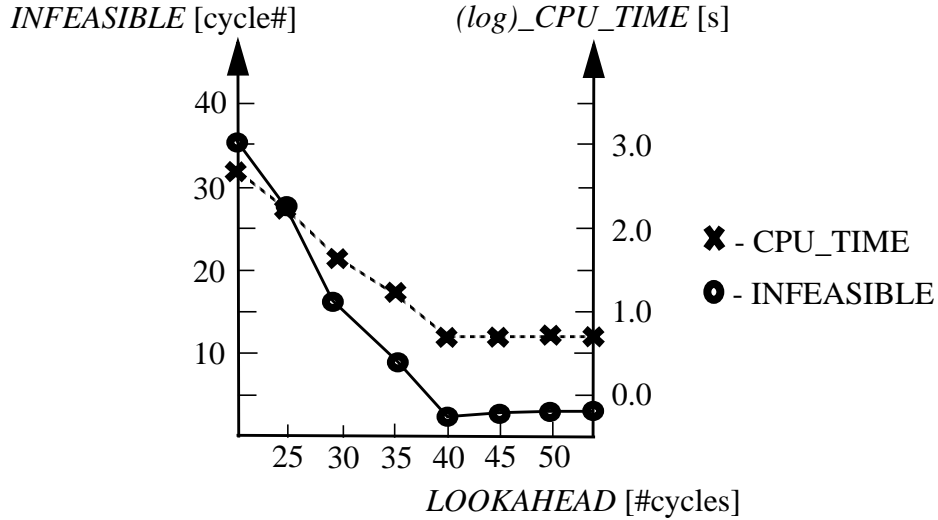 INFEASIBLE [cycle#]
(log)_CPU_TIME [s]
40
30
20
10
3.0
2.0
1.0
0.0
- CPU_TIME
- INFEASIBLE
25 30 35 40 45 50
LOOKAHEAD [#cycles]